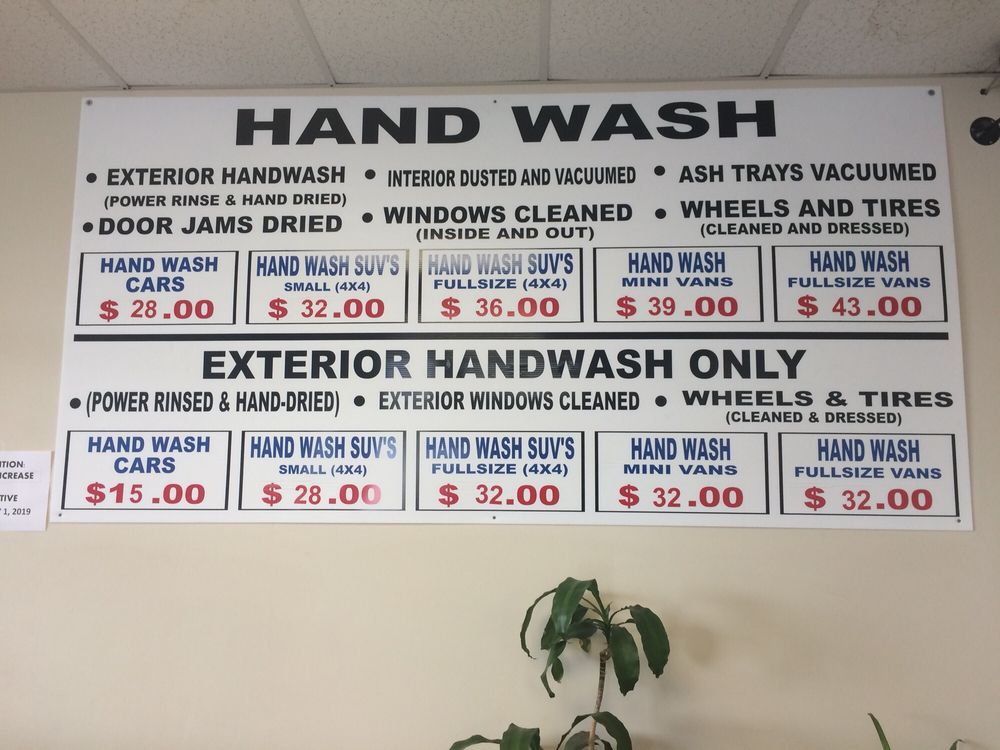 HAND WASH
• EXTERIOR HANDWASH
(POWER RINSE & HAND DRIED)
• INTERIOR DUSTED AND VACUUMED
• ASH TRAYS VACUUMED
• DOOR JAMS DRIED
• WINDOWS CLEANED
(INSIDE AND OUT)
• WHEELS AND TIRES
(CLEANED AND DRESSED)
HAND WASH
CARS
$ 28.00
HAND WASH SUV'S
SMALL (4X4)
$ 32.00
HAND WASH SUV'S
FULLSIZE (4X4)
$ 36.00
HAND WASH
MINI VANS
$ 39.00
HAND WASH
FULLSIZE VANS
$ 43.00
EXTERIOR HANDWASH ONLY
• (POWER RINSED & HAND-DRIED)
• EXTERIOR WINDOWS CLEANED
• WHEELS & TIRES
(CLEANED & DRESSED)
HAND WASH
CARS
$15.00
HAND WASH SUV'S
SMALL (4X4)
$ 28.00
HAND WASH SUV'S
FULLSIZE (4X4)
$ 32.00
HAND WASH
MINI VANS
$ 32.00
HAND WASH
FULLSIZE VANS
$ 32.00
1, 2019